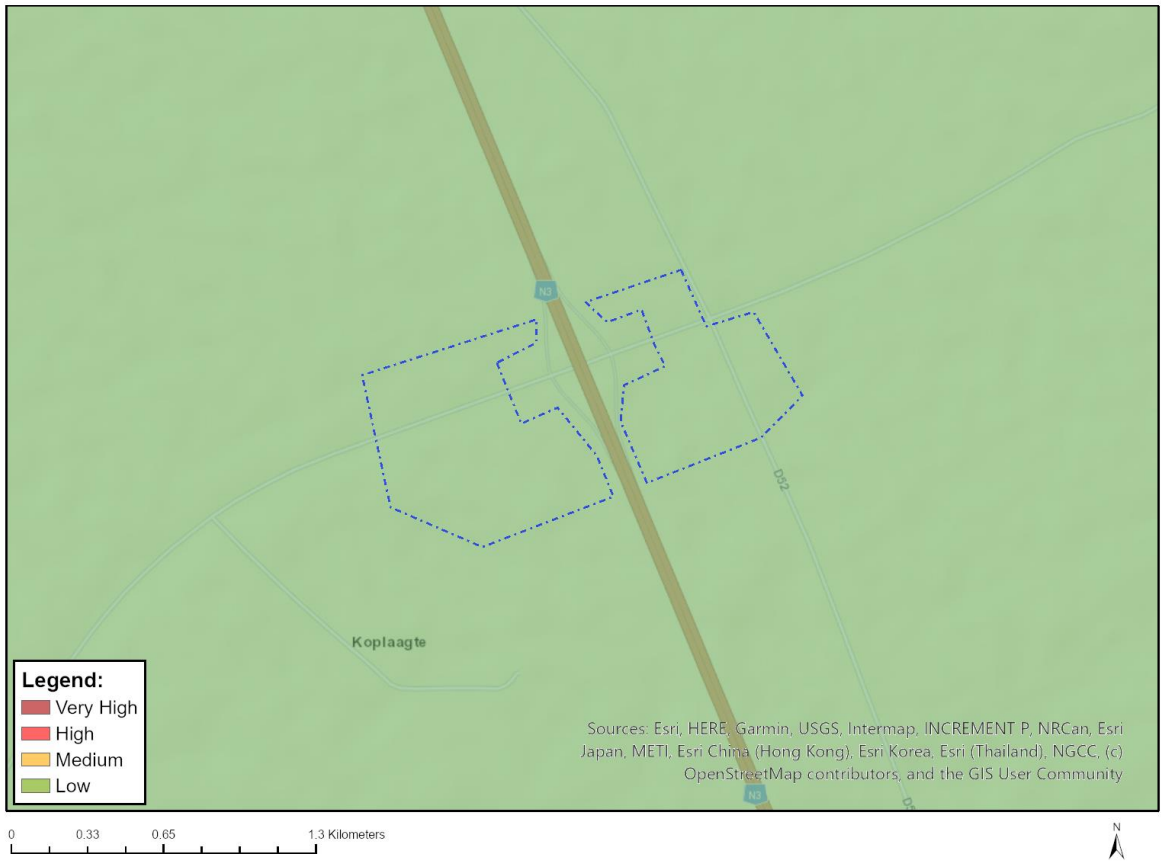 N3
D52
Koplaagte
Legend:
Very High
High
Medium
Low
Sources: Esri, HERE, Garmin, USGS, Intermap, INCREMENT P, NRCan, Esri
Japan, METI, Esri China (Hong Kong), Esri Korea, Esri (Thailand), NGCC, (c)
OpenStreetMap contributors, and the GIS User Community
N3
0 0.33 0.65 1.3 Kilometers
N